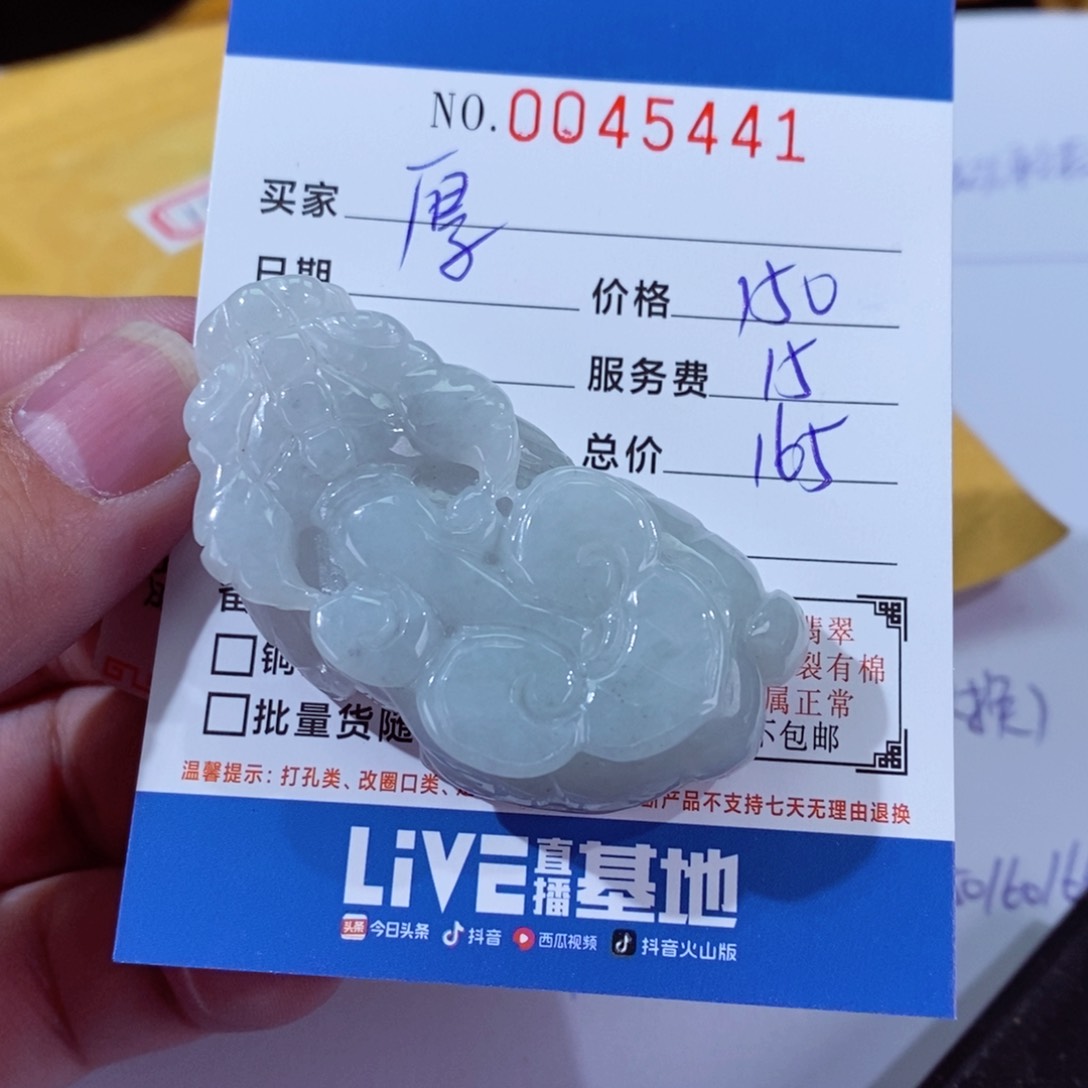 NO.0045441
买家 厚
日期
价格 150
服务费 15
总价 165
翡翠
裂有棉
铜
属正常
批量货随
不包邮
温馨提示：打孔类、改圈口类、
产品不支持七天无理由退换
LiVE直播基地
头条 今日头条 抖音 西瓜视频 抖音火山版